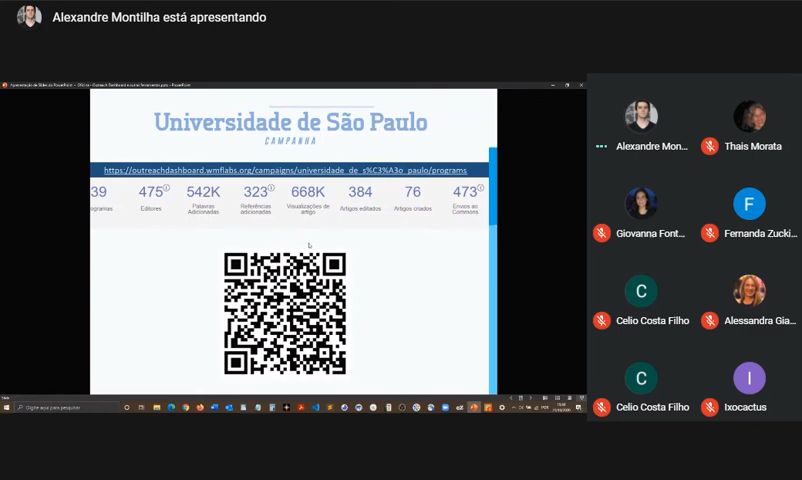 Alexandre Montilha está apresentando
Universidade de São Paulo
CAMPANHA
https://outreachdashboard.wmflabs.org/campaigns/universidade_de_s%C3%A3o_paulo/programs
39 475 542K 323 668K 384 76 473
ogramas Editores Palavras Adicionadas Referências adicionadas Visualizações de artigo Artigos editados Artigos criados Envios ao Commons
Digite aqui para pesquisar
Alexandre Mon... Thais Morata
Giovanna Font... Fernanda Zucki...
C
F
Celio Costa Filho Alessandra Gia...
C
I
Celio Costa Filho Ixocactus